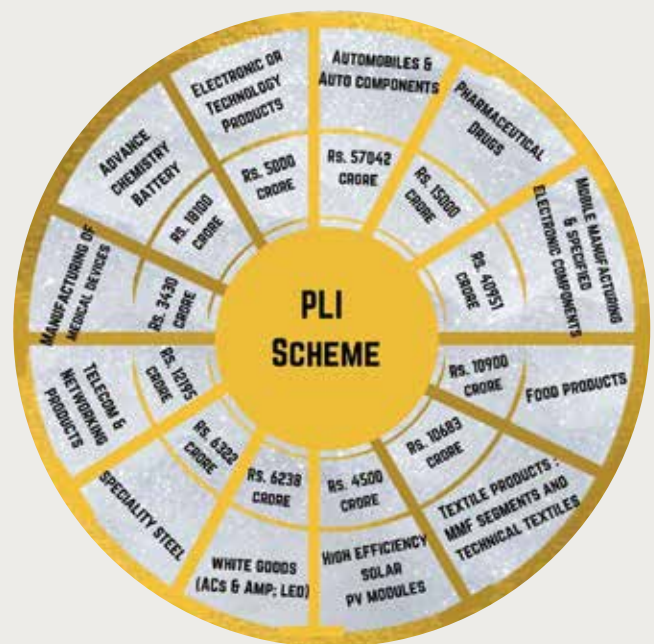 PLI
SCHEME
AUTOMOBILES &
AUTO COMPONENTS
RS. 57042
CRORE
PHARMACEUTICAL
DRUGS
RS. 15000
CRORE
MOBILE MANUFACTURING
& SPECIFIED
ELECTRONIC COMPONENTS
RS. 40951
CRORE
FOOD PRODUCTS
RS. 10900
CRORE
TEXTILE PRODUCTS :
MMF SEGMENTS AND
TECHNICAL TEXTILES
RS. 10683
CRORE
HIGH EFFICIENCY
SOLAR
PV MODULES
RS. 4500
CRORE
WHITE GOODS
(ACS & AMP; LED)
RS. 6238
CRORE
SPECIALITY STEEL
RS. 6322
CRORE
TELECOM &
NETWORKING
PRODUCTS
RS. 12195
CRORE
MANUFACTURING OF
MEDICAL DEVICES
RS. 3430
CRORE
ADVANCE
CHEMISTRY
BATTERY
RS. 18100
CRORE
ELECTRONIC OR
TECHNOLOGY
PRODUCTS
RS. 5000
CRORE